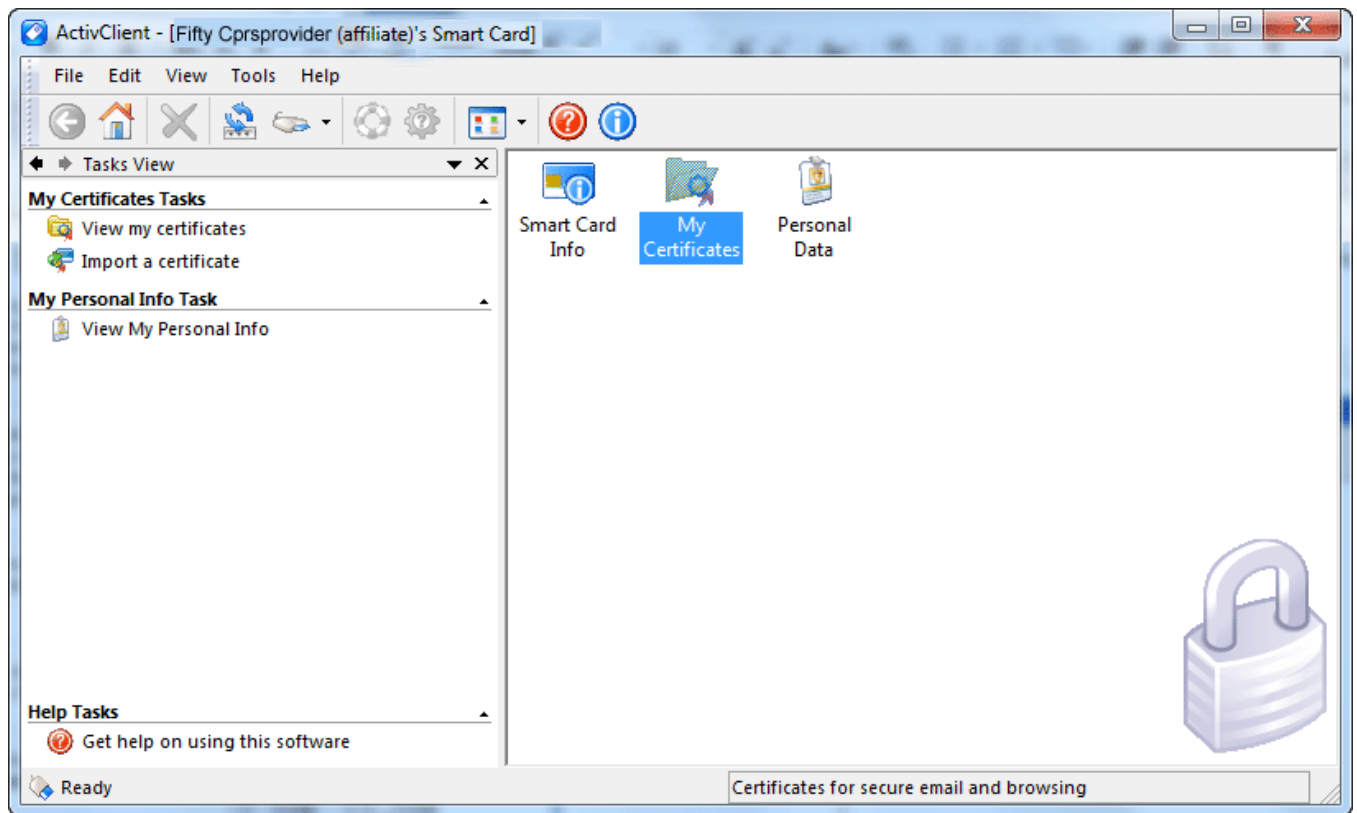 ActivClient - [Fifty Cprsprovider (affiliate)'s Smart Card]
File Edit View Tools Help
Tasks View
My Certificates Tasks
View my certificates
Import a certificate
My Personal Info Task
View My Personal Info
Smart Card
Info
My
Certificates
Personal
Data
Help Tasks
Get help on using this software
Ready
Certificates for secure email and browsing